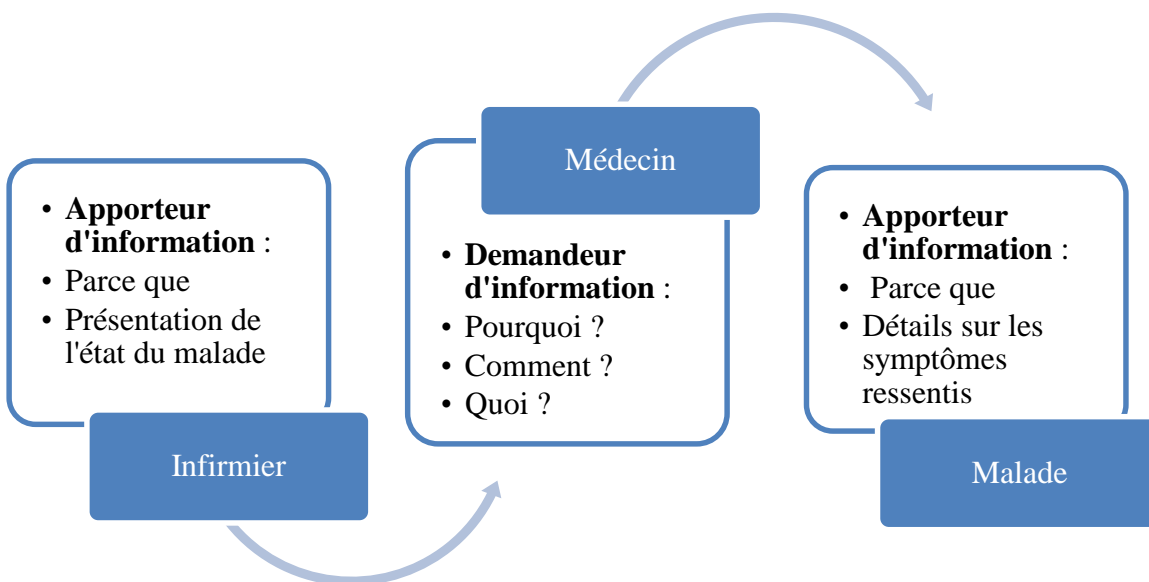 • Apporteur
d'information :
• Parce que
• Présentation de
l'état du malade
Infirmier
Médecin
• Demandeur
d'information :
• Pourquoi ?
• Comment ?
• Quoi ?
• Apporteur
d'information :
• Parce que
• Détails sur les
symptômes
ressentis
Malade